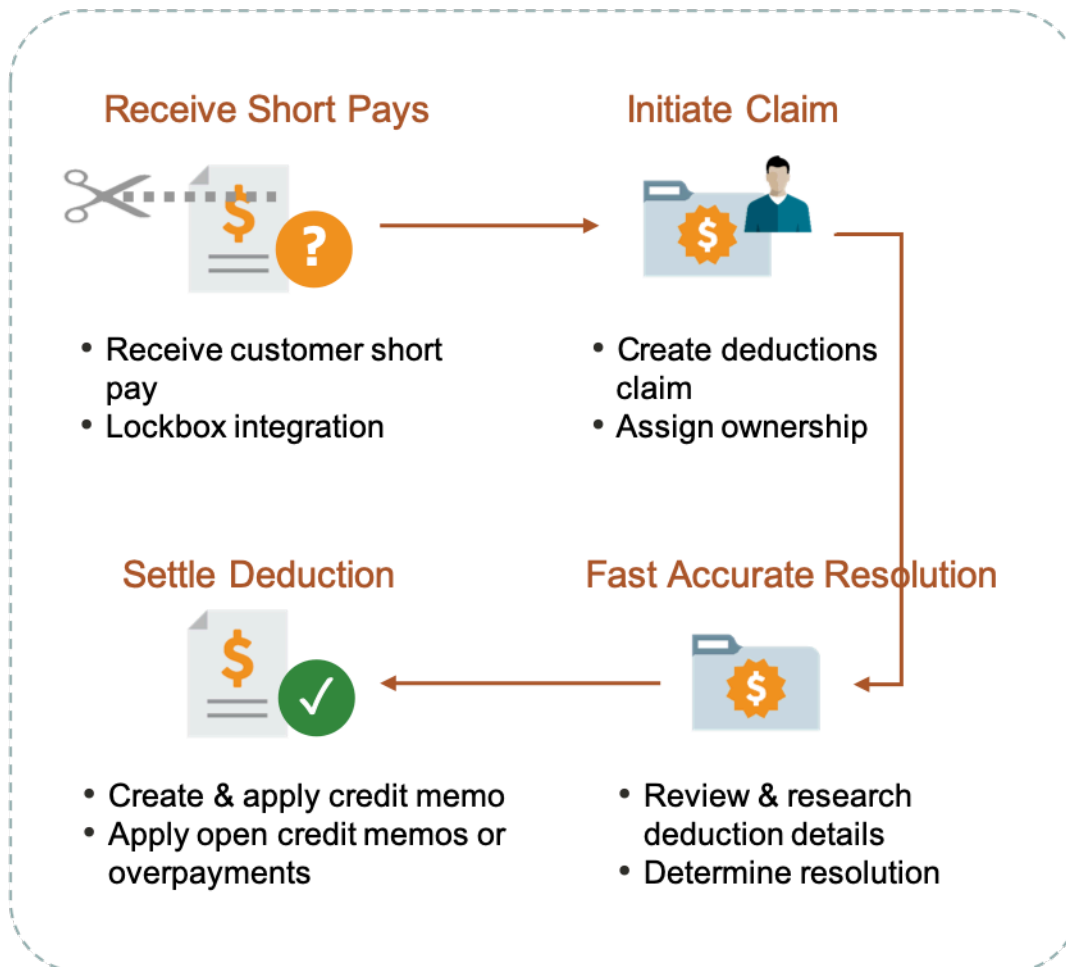 Receive Short Pays
$
?
• Receive customer short
pay
• Lockbox integration
Initiate Claim
$
• Create deductions
claim
• Assign ownership
Fast Accurate Resolution
$
• Review & research
deduction details
• Determine resolution
Settle Deduction
$
✓
• Create & apply credit memo
• Apply open credit memos or
overpayments